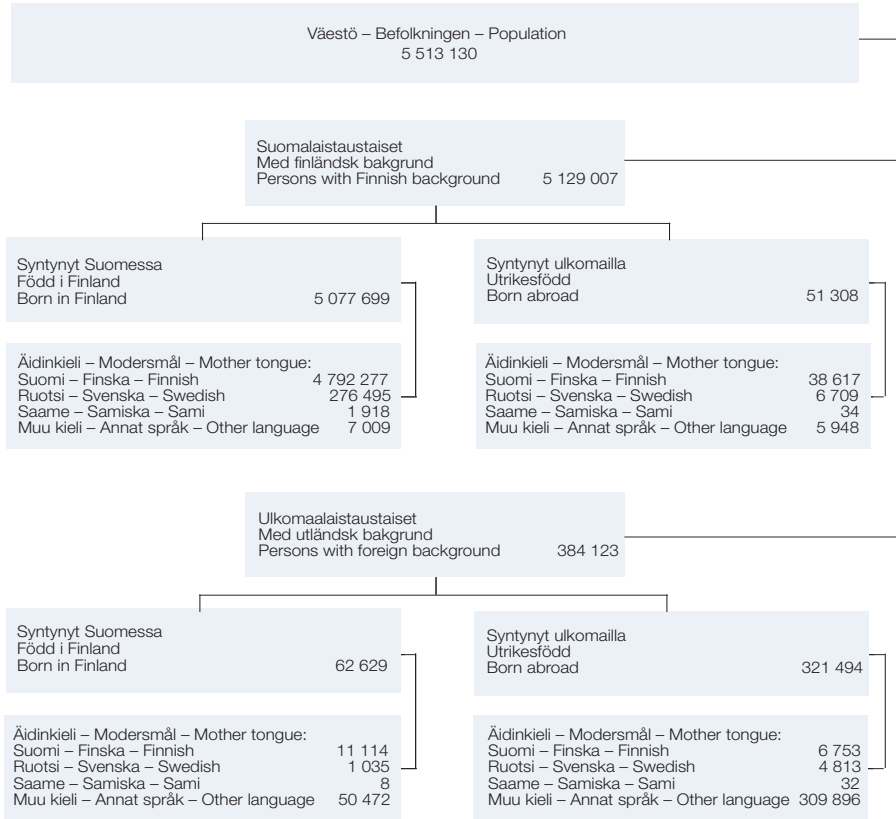 Väestö – Befolkningen – Population
5 513 130
Suomalaistaustaiset
Med finländsk bakgrund
Persons with Finnish background 5 129 007
Syntynyt Suomessa
Född i Finland
Born in Finland 5 077 699
Syntynyt ulkomailla
Utrikesfödd
Born abroad 51 308
Äidinkieli – Modersmål – Mother tongue:
Suomi – Finska – Finnish 4 792 277
Ruotsi – Svenska – Swedish 276 495
Saame – Samiska – Sami 1 918
Muu kieli – Annat språk – Other language 7 009
Äidinkieli – Modersmål – Mother tongue:
Suomi – Finska – Finnish 38 617
Ruotsi – Svenska – Swedish 6 709
Saame – Samiska – Sami 34
Muu kieli – Annat språk – Other language 5 948
Ulkomaalaistaustaiset
Med utländsk bakgrund
Persons with foreign background 384 123
Syntynyt Suomessa
Född i Finland
Born in Finland 62 629
Syntynyt ulkomailla
Utrikesfödd
Born abroad 321 494
Äidinkieli – Modersmål – Mother tongue:
Suomi – Finska – Finnish 11 114
Ruotsi – Svenska – Swedish 1 035
Saame – Samiska – Sami 8
Muu kieli – Annat språk – Other language 50 472
Äidinkieli – Modersmål – Mother tongue:
Suomi – Finska – Finnish 6 753
Ruotsi – Svenska – Swedish 4 813
Saame – Samiska – Sami 32
Muu kieli – Annat språk – Other language 309 896